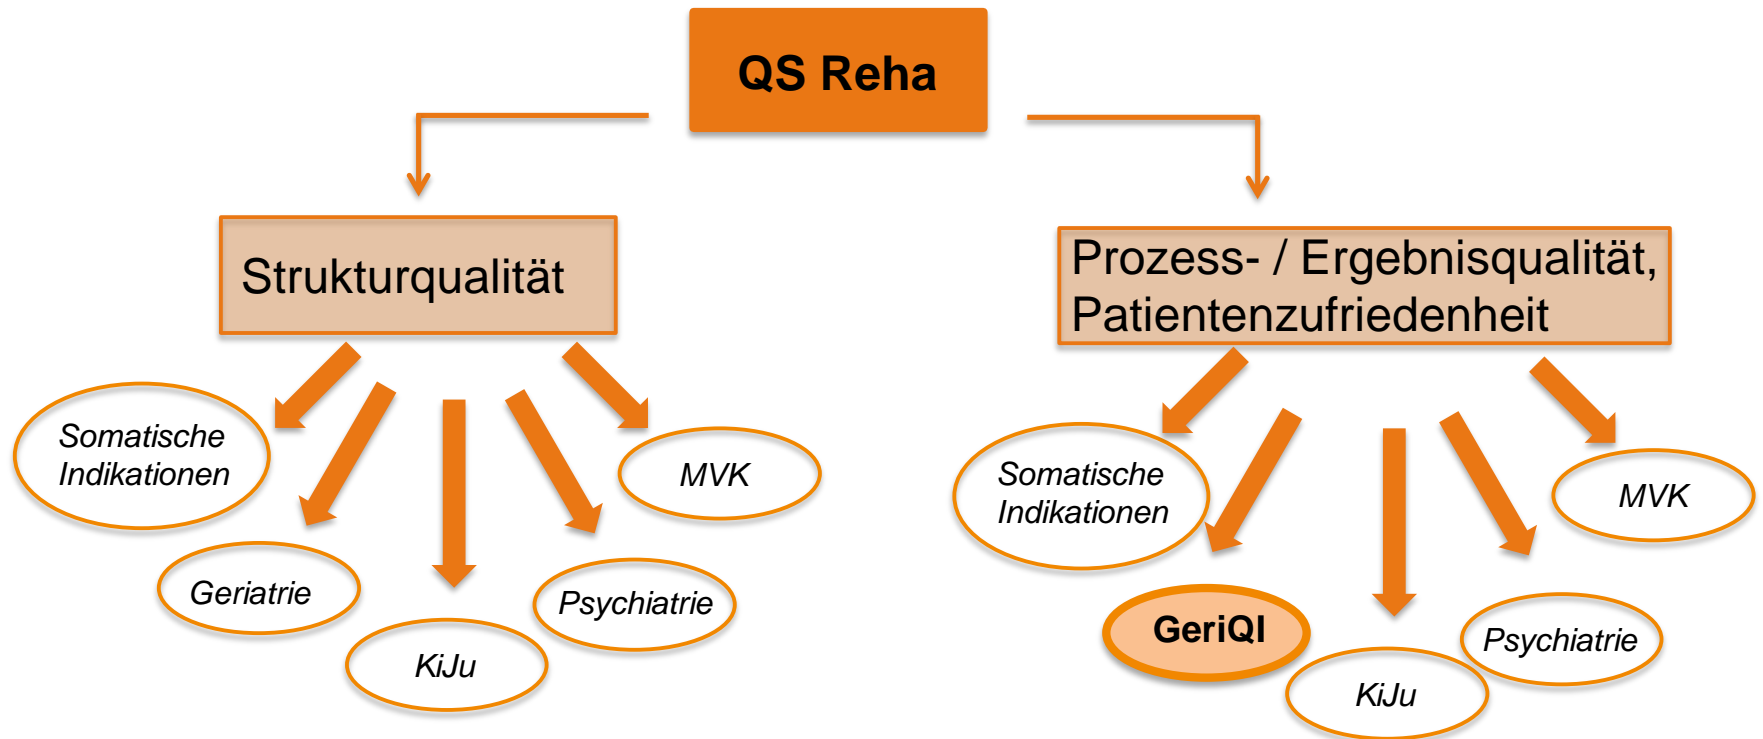 QS Reha
Strukturqualität
Somatische
Indikationen
Geriatrie
KiJu
Psychiatrie
MVK
Prozess- / Ergebnisqualität,
Patientenzufriedenheit
Somatische
Indikationen
GeriQI
KiJu
Psychiatrie
MVK